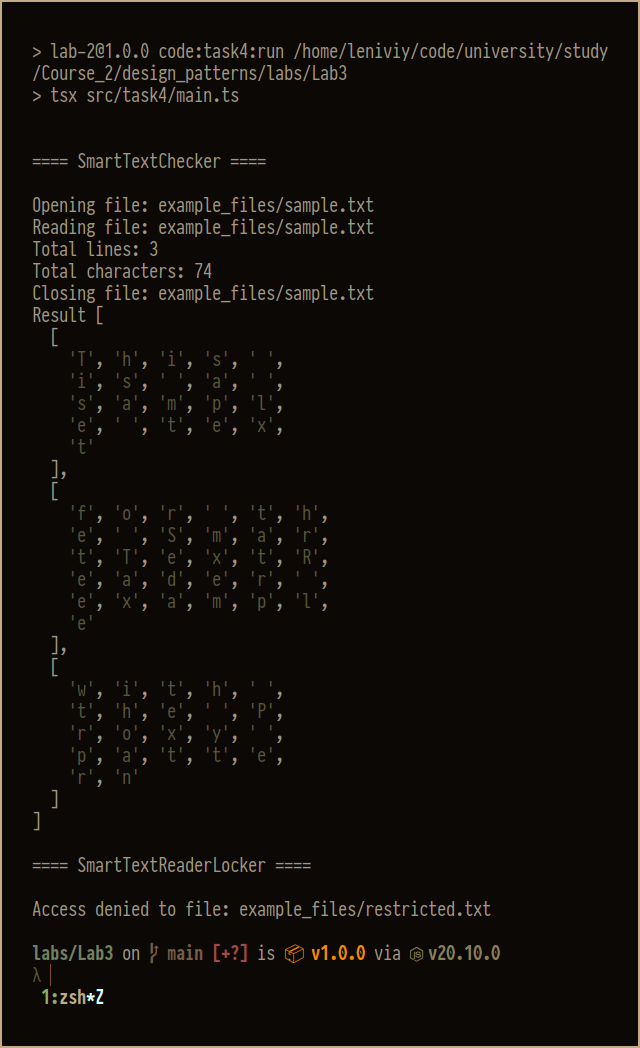 > lab-2@1.0.0 code:task4:run /home/leniviy/code/university/study
/Course_2/design_patterns/labs/Lab3
> tsx src/task4/main.ts
==== SmartTextChecker ====
Opening file: example_files/sample.txt
Reading file: example_files/sample.txt
Total lines: 3
Total characters: 74
Closing file: example_files/sample.txt
Result [
  [
    'T', 'h', 'i', 's', ' ',
    'i', 's', ' ', 'a', ' ',
    's', 'a', 'm', 'p', 'l',
    'e', ' ', 't', 'e', 'x',
    't'
  ],
  [
    'f', 'o', 'r', ' ', 't', 'h',
    'e', ' ', 'S', 'm', 'a', 'r',
    't', 'T', 'e', 'x', 't', 'R',
    'e', 'a', 'd', 'e', 'r', ' ',
    'e', 'x', 'a', 'm', 'p', 'l',
    'e'
  ],
  [
    'w', 'i', 't', 'h', ' ',
    't', 'h', 'e', ' ', 'P',
    'r', 'o', 'x', 'y', ' ',
    'p', 'a', 't', 't', 'e',
    'r', 'n'
  ]
]
==== SmartTextReaderLocker ====
Access denied to file: example_files/restricted.txt
labs/Lab3 on main [+?] is 📦 v1.0.0 via v20.10.0
λ
1:zsh*Z